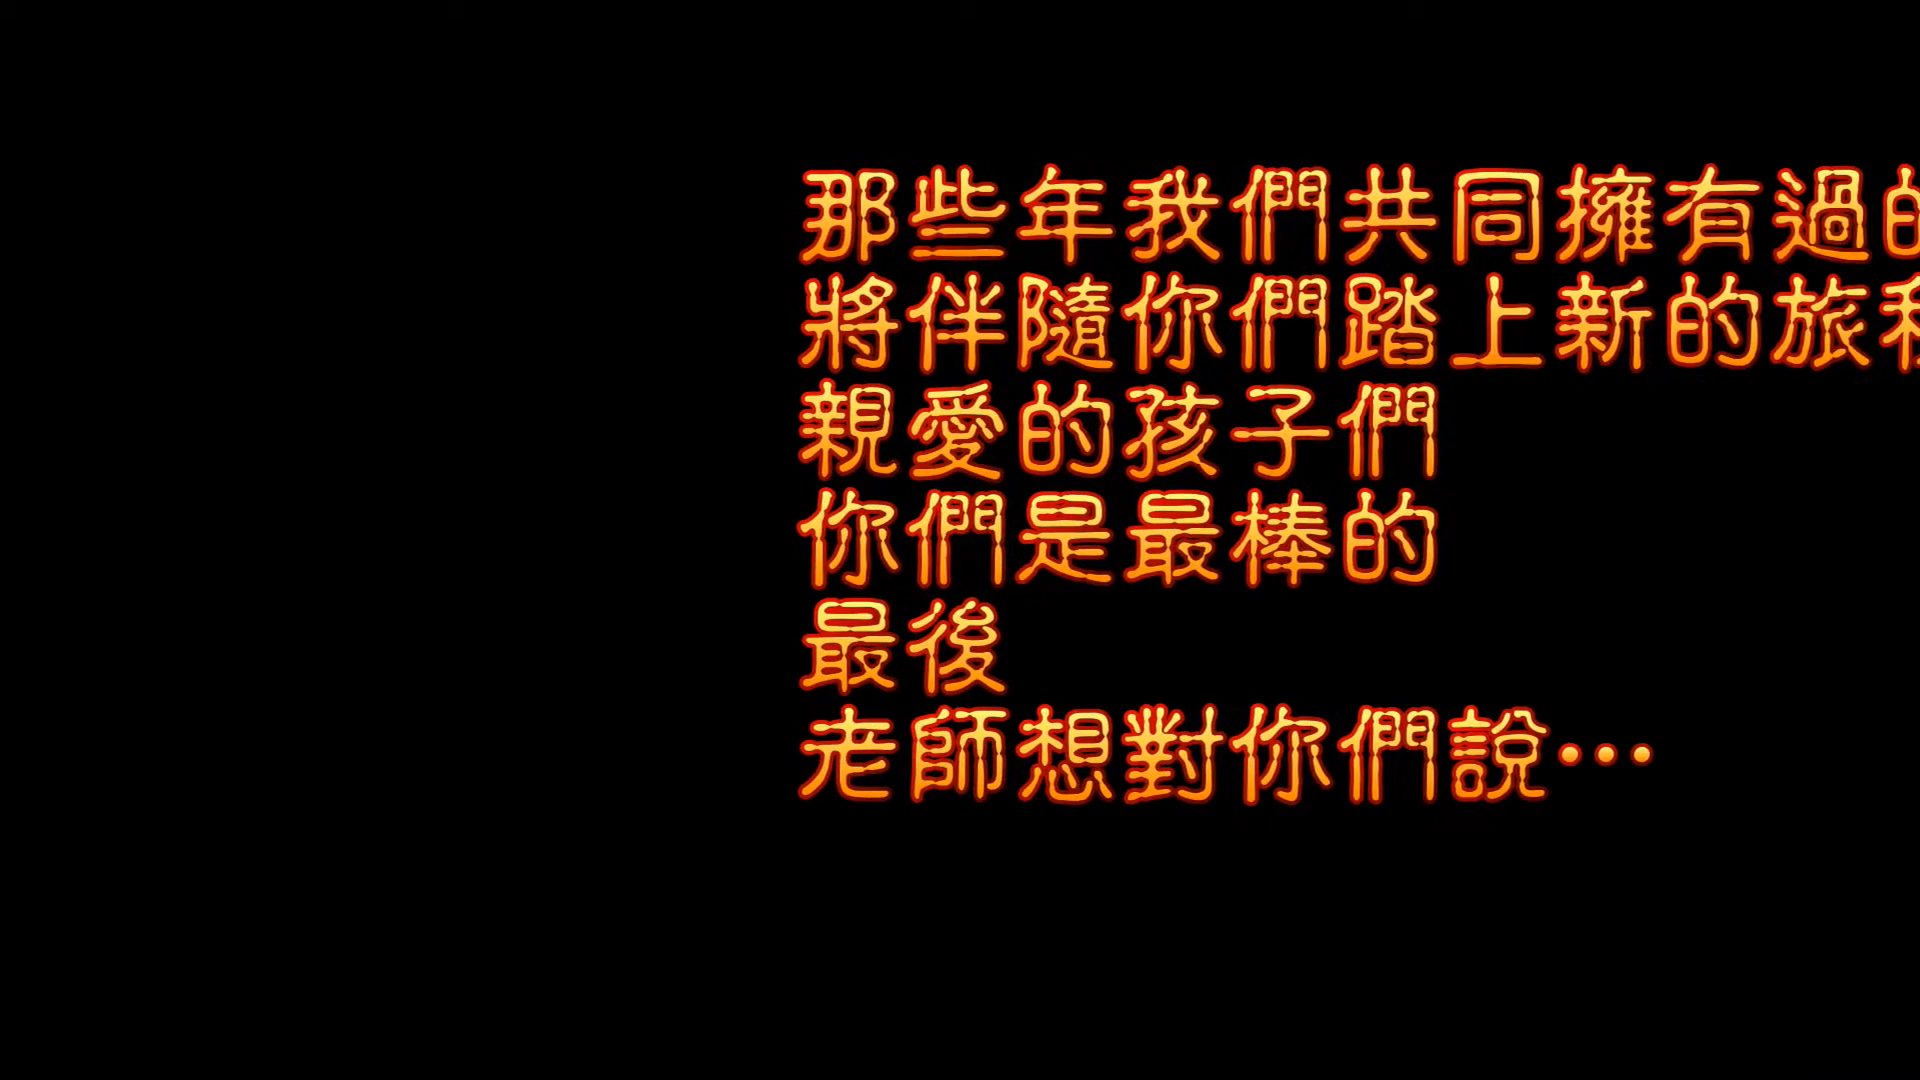 那些年我們共同擁有過的
將伴隨你們踏上新的旅程
親愛的孩子們
你們是最棒的
最後
老師想對你們說…